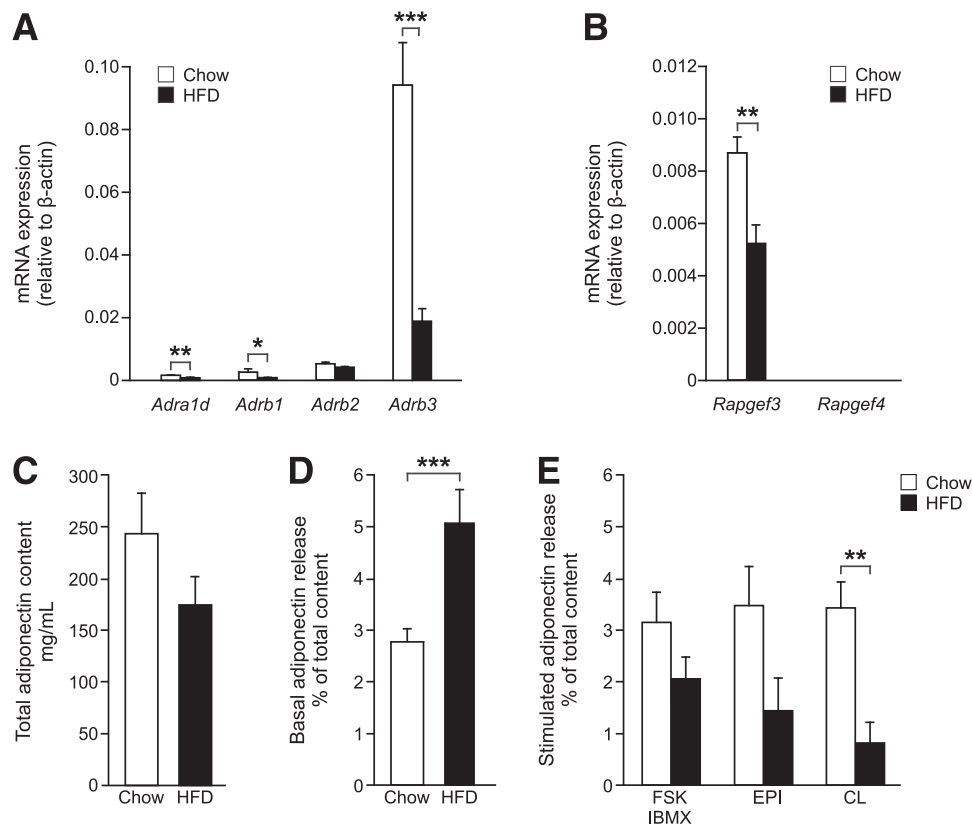 A
mRNA expression
(relative to β-actin)
0.10
0.08
0.06
0.04
0.02
0
Chow
HFD
**
*
***
Adra1d Adrb1 Adrb2 Adrb3
B
mRNA expression
(relative to β-actin)
0.012
0.010
0.008
0.006
0.004
0.002
0
Chow
HFD
**
Rapgef3 Rapgef4
C
Total adiponectin content
mg/mL
300
250
200
150
100
50
0
Chow HFD
D
Basal adiponectin release
% of total content
6
5
4
3
2
1
0
***
Chow HFD
E
Stimulated adiponectin release
% of total content
6
5
4
3
2
1
0
Chow
HFD
**
FSK EPI CL
IBMX